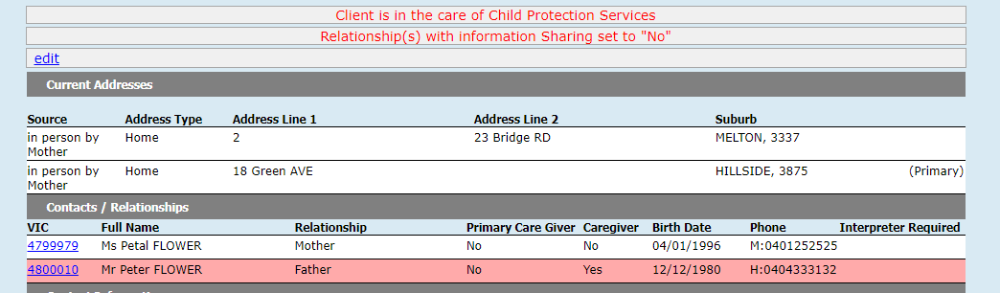 Client is in the care of Child Protection Services
Relationship(s) with information Sharing set to "No"
edit
Current Addresses
Source Address Type Address Line 1 Address Line 2 Suburb
in person by Mother Home 2 23 Bridge RD MELTON, 3337
in person by Mother Home 18 Green AVE HILLSIDE, 3875 (Primary)
Contacts / Relationships
VIC Full Name Relationship Primary Care Giver Caregiver Birth Date Phone Interpreter Required
4799979 Ms Petal FLOWER Mother No No 04/01/1996 M:0401252525
4800010 Mr Peter FLOWER Father No Yes 12/12/1980 H:0404333132